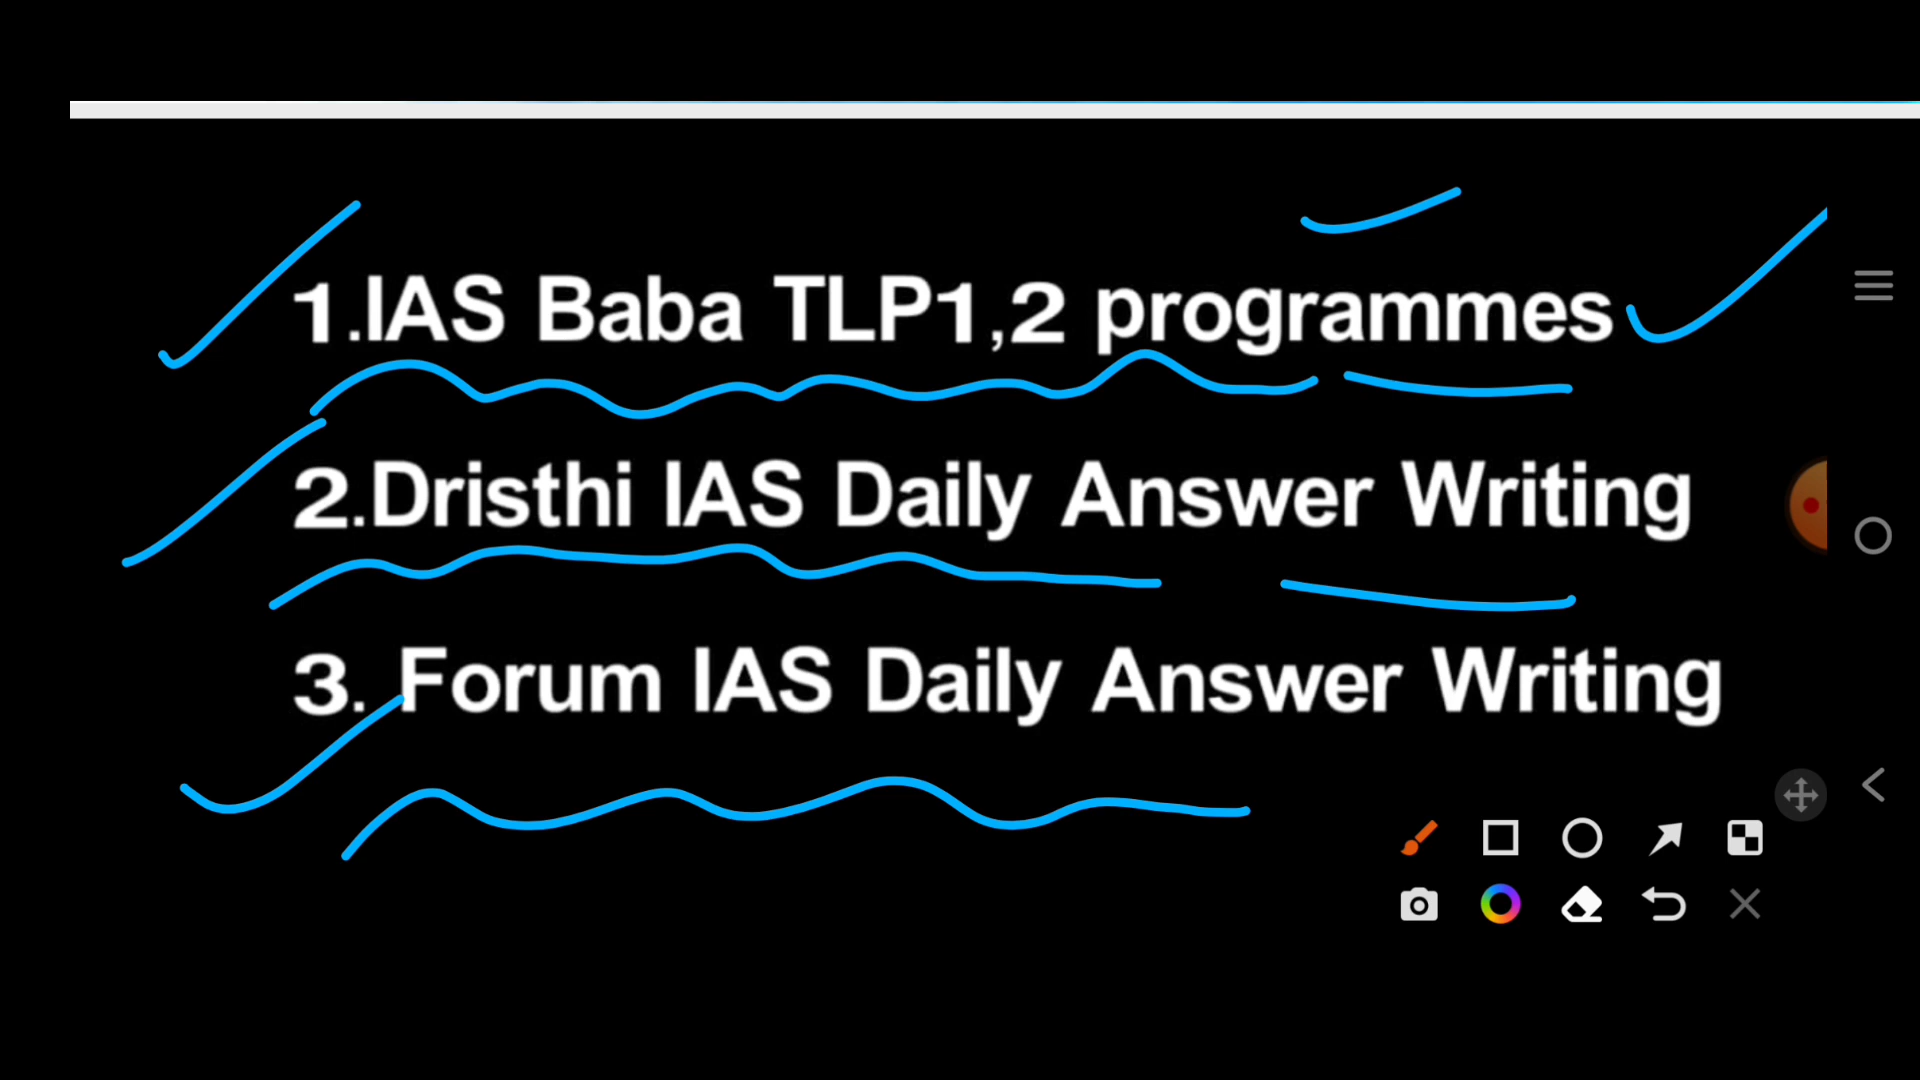 1.IAS Baba TLP1,2 programmes
2.Dristhi IAS Daily Answer Writing
3. Forum IAS Daily Answer Writing